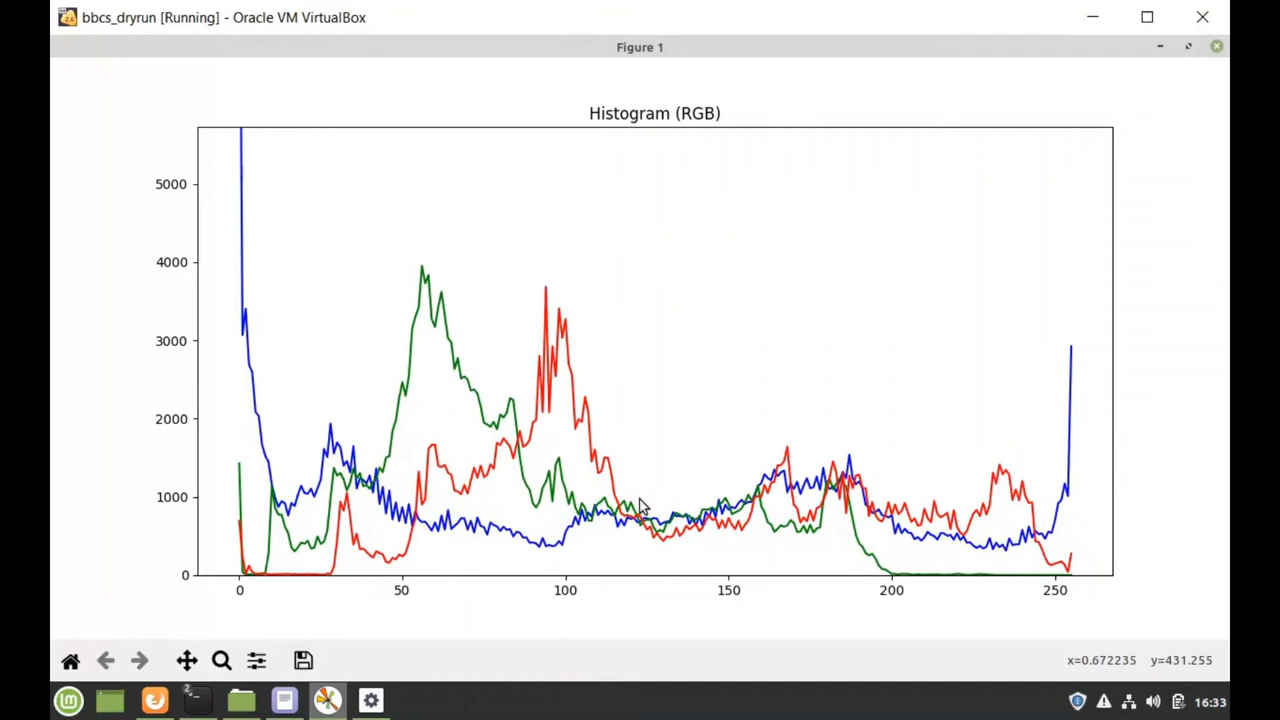 bbcs_dryrun [Running] - Oracle VM VirtualBox
Figure 1
Histogram (RGB)
5000
4000
3000
2000
1000
0
0 50 100 150 200 250
x=0.672235 y=431.255
2
16:33